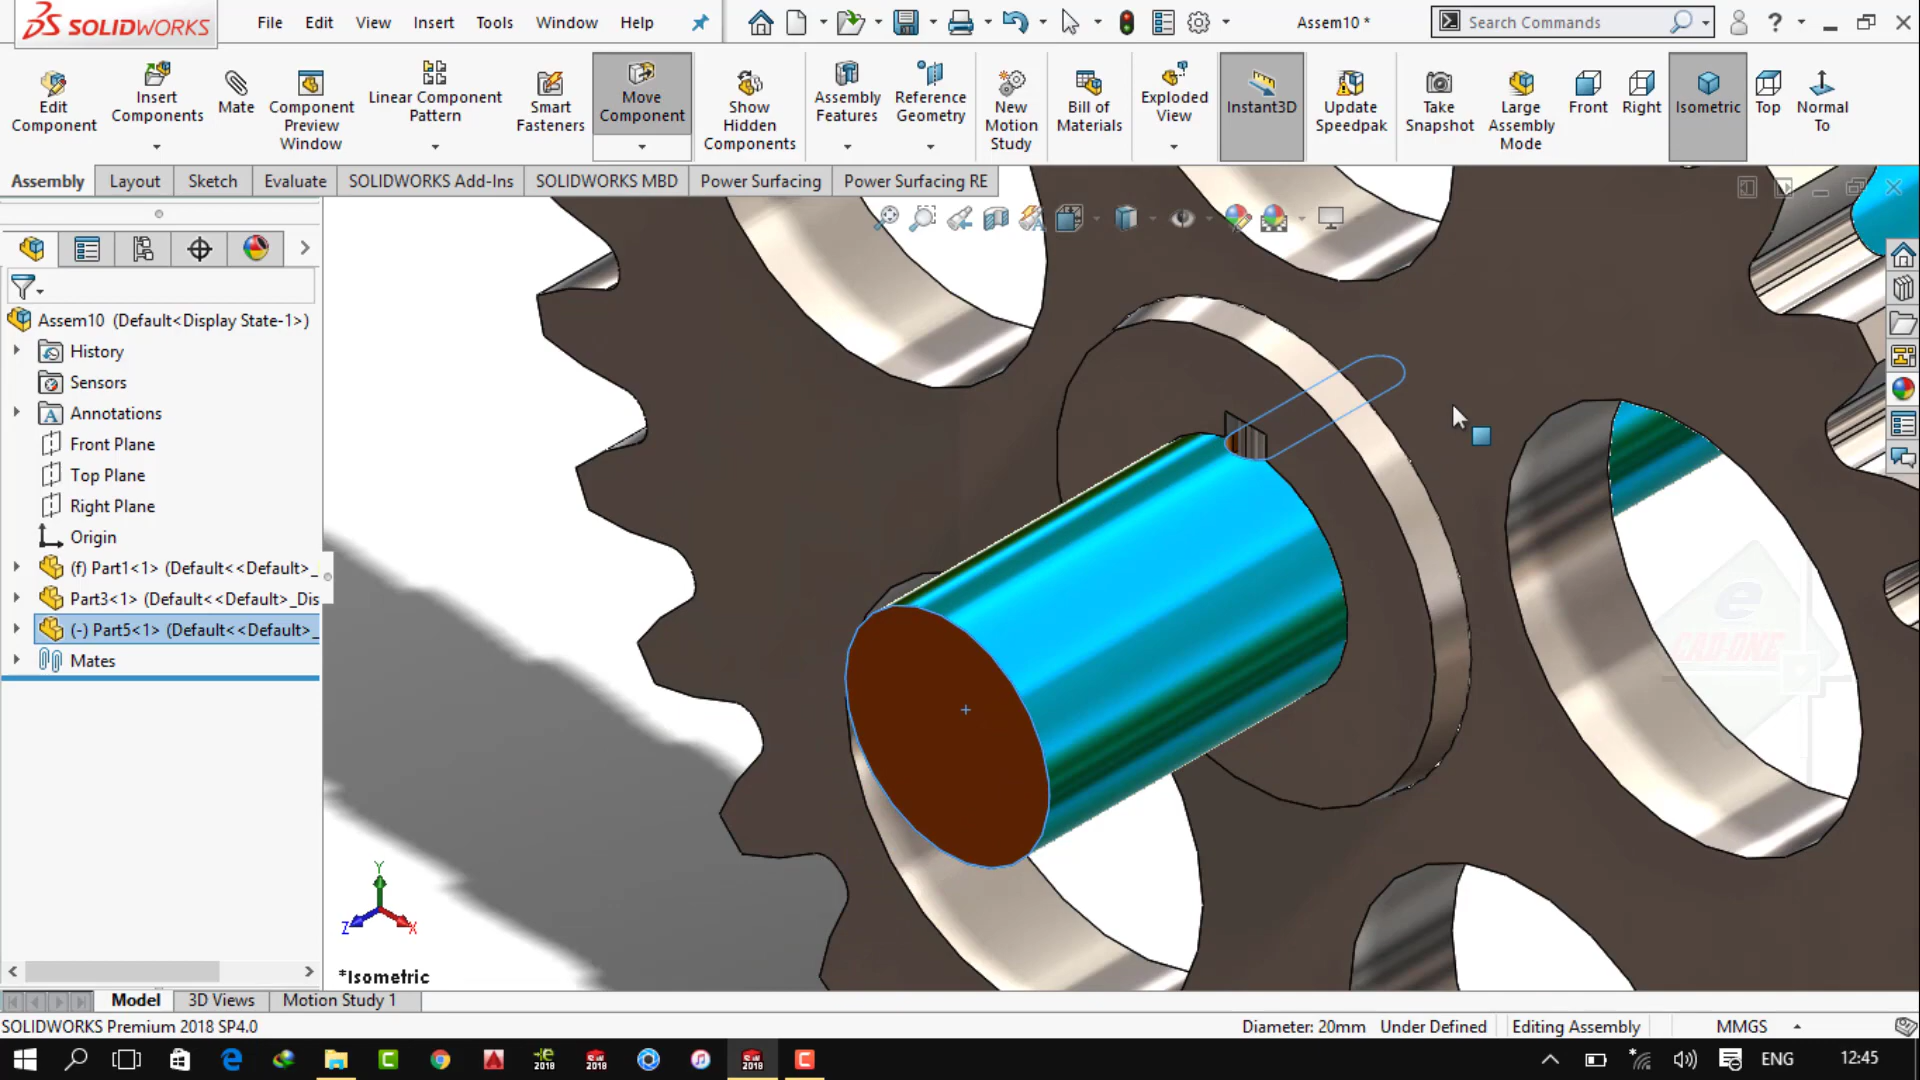 SOLIDWORKS
File Edit View Insert Tools Window Help
Assem10 *
Search Commands
Edit Component
Insert Components
Mate
Component Preview Window
Linear Component Pattern
Smart Fasteners
Move Component
Show Hidden Components
Assembly Features
Reference Geometry
New Motion Study
Bill of Materials
Exploded View
Instant3D
Update Speedpak
Take Snapshot
Large Assembly Mode
Front
Right
Isometric
Top
Normal To
Assembly Layout Sketch Evaluate SOLIDWORKS Add-Ins SOLIDWORKS MBD Power Surfacing Power Surfacing RE
Assem10 (Default<Display State-1>)
History
Sensors
Annotations
Front Plane
Top Plane
Right Plane
Origin
(f) Part1<1> (Default<<Default>_
Part3<1> (Default<<Default>_Dis
(-) Part5<1> (Default<<Default>_
Mates
CAD-ONE
Y
Z
X
*Isometric
Model 3D Views Motion Study 1
SOLIDWORKS Premium 2018 SP4.0
Diameter: 20mm Under Defined Editing Assembly MMGS
ENG
12:45